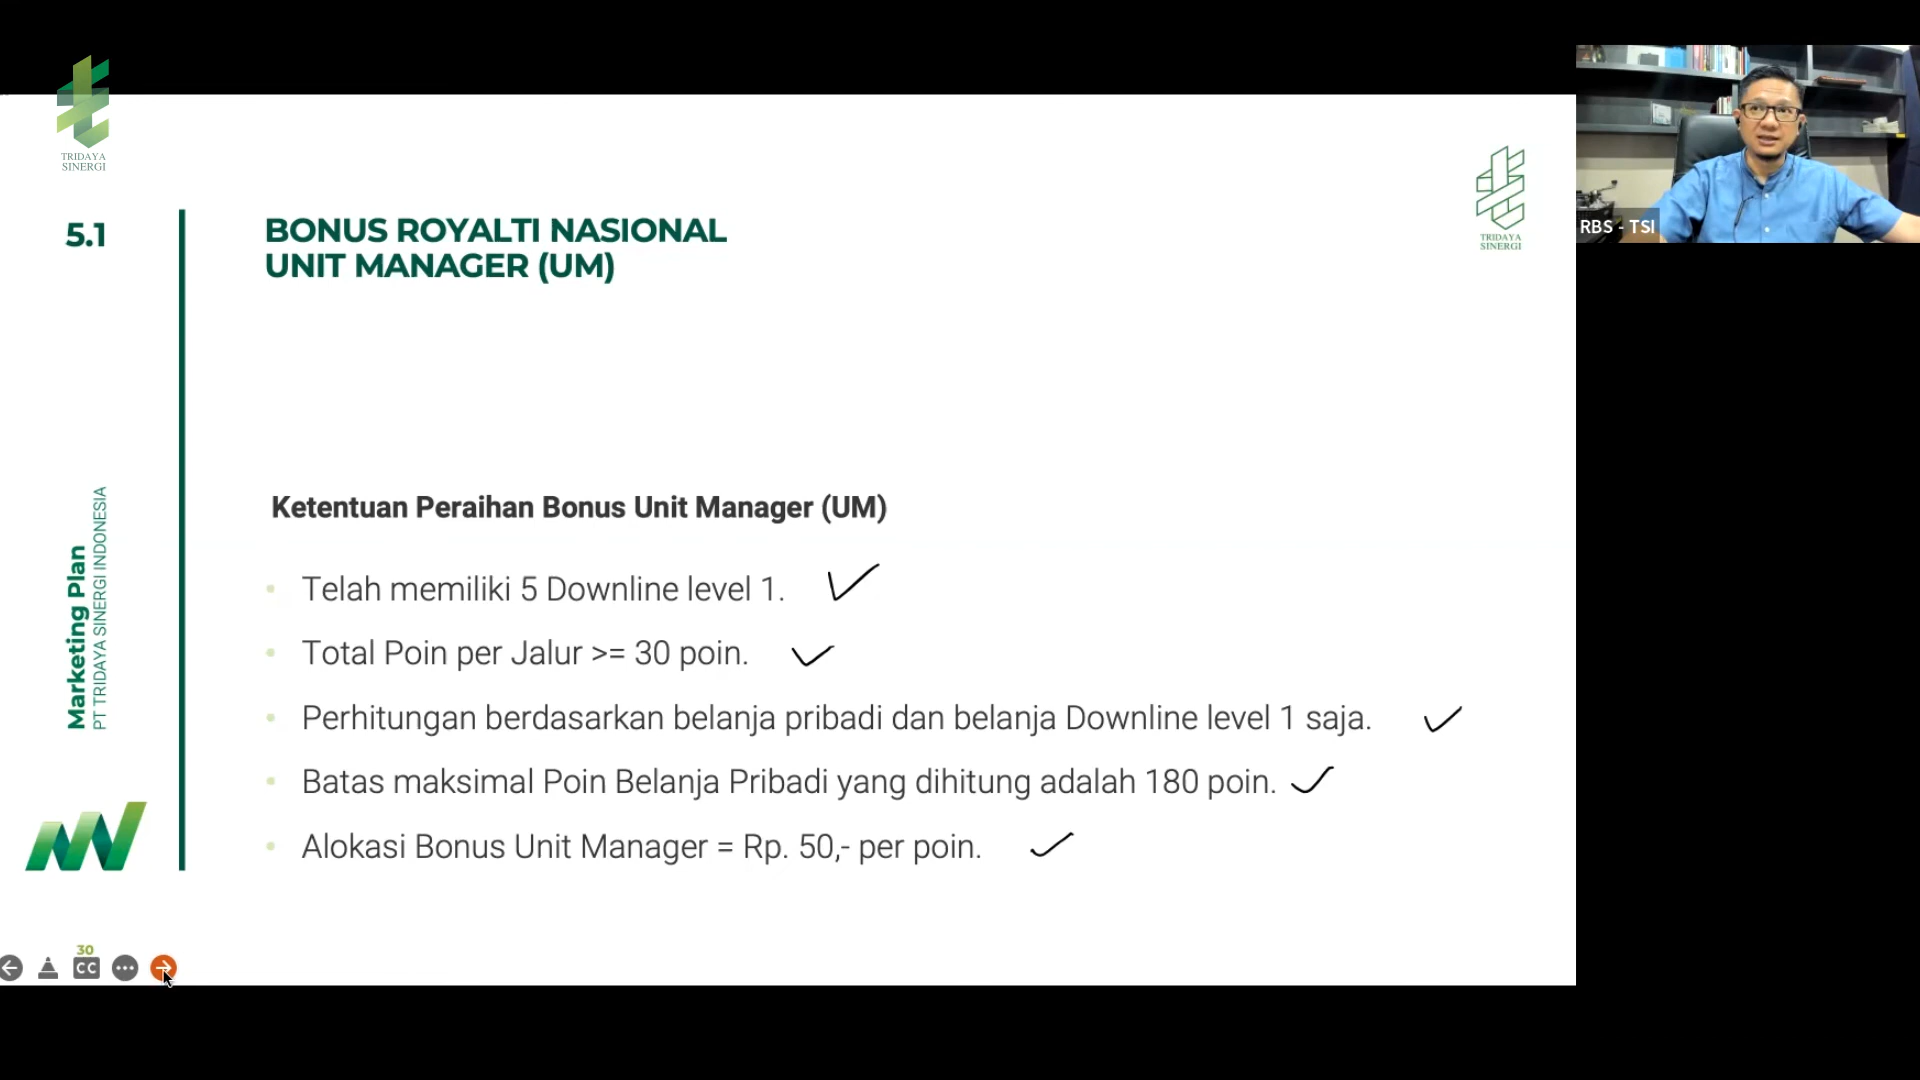 TRIDAYA
SINERGI
5.1
BONUS ROYALTI NASIONAL
UNIT MANAGER (UM)
TRIDAYA
SINERGI
RBS - TSI
Ketentuan Peraihan Bonus Unit Manager (UM)
Telah memiliki 5 Downline level 1.
Total Poin per Jalur >= 30 poin.
Perhitungan berdasarkan belanja pribadi dan belanja Downline level 1 saja.
Batas maksimal Poin Belanja Pribadi yang dihitung adalah 180 poin.
Alokasi Bonus Unit Manager = Rp. 50,- per poin.
Marketing Plan
PT TRIDAYA SINERGI INDONESIA
30
CC